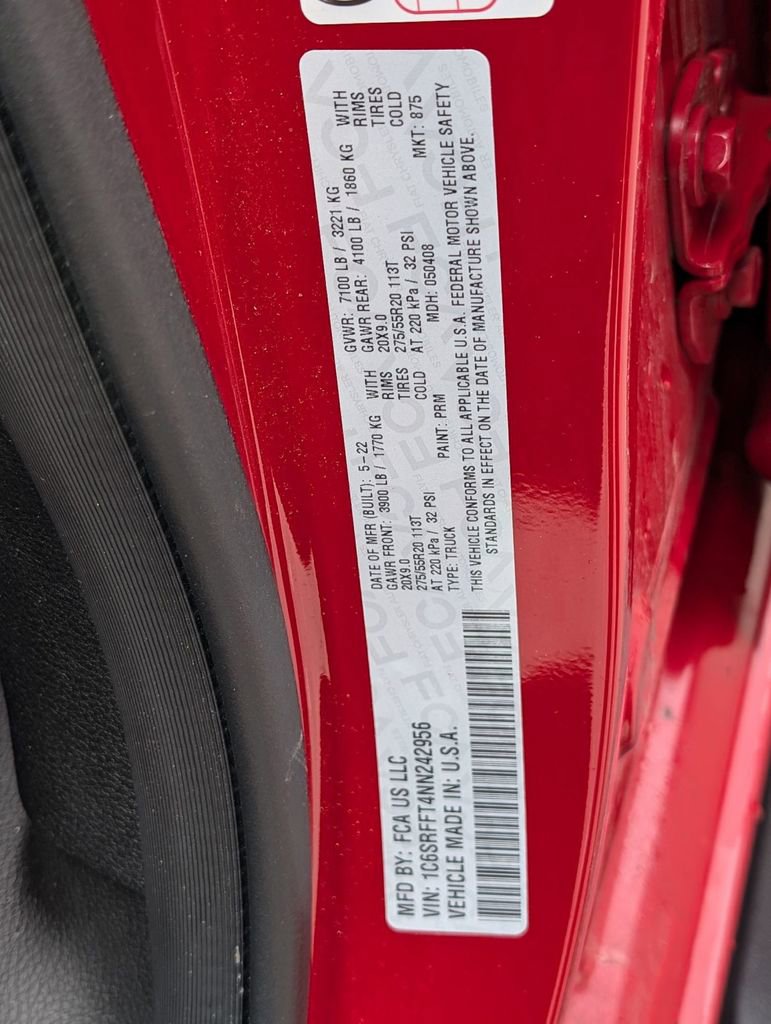 MFD BY: FCA US LLC
VIN: 1C6SRFFT4NN242956
VEHICLE MADE IN: U.S.A.
DATE OF MFR (BUILT): 5-22 GVWR: 7100 LB / 3221 KG
GAWR FRONT: 3900 LB / 1770 KG WITH GAWR REAR: 4100 LB / 1860 KG WITH
20X9.0 RIMS 20X9.0 RIMS
275/55R20 113T TIRES 275/55R20 113T TIRES
AT 220 kPa / 32 PSI COLD AT 220 kPa / 32 PSI COLD
TYPE: TRUCK PAINT: PRM MDH: 050408 MKT: 875
THIS VEHICLE CONFORMS TO ALL APPLICABLE U.S.A. FEDERAL MOTOR VEHICLE SAFETY
STANDARDS IN EFFECT ON THE DATE OF MANUFACTURE SHOWN ABOVE.